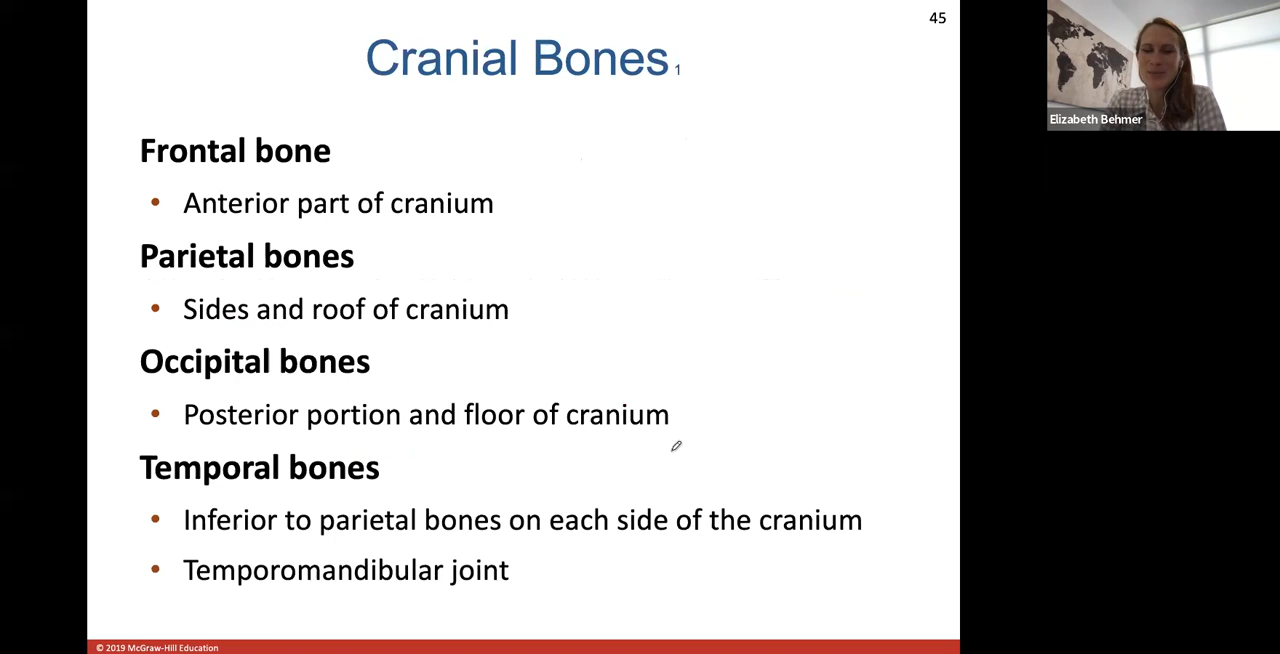 45
Cranial Bones 1
Elizabeth Behmer
Frontal bone
• Anterior part of cranium
Parietal bones
• Sides and roof of cranium
Occipital bones
• Posterior portion and floor of cranium
Temporal bones
• Inferior to parietal bones on each side of the cranium
• Temporomandibular joint
© 2019 McGraw-Hill Education